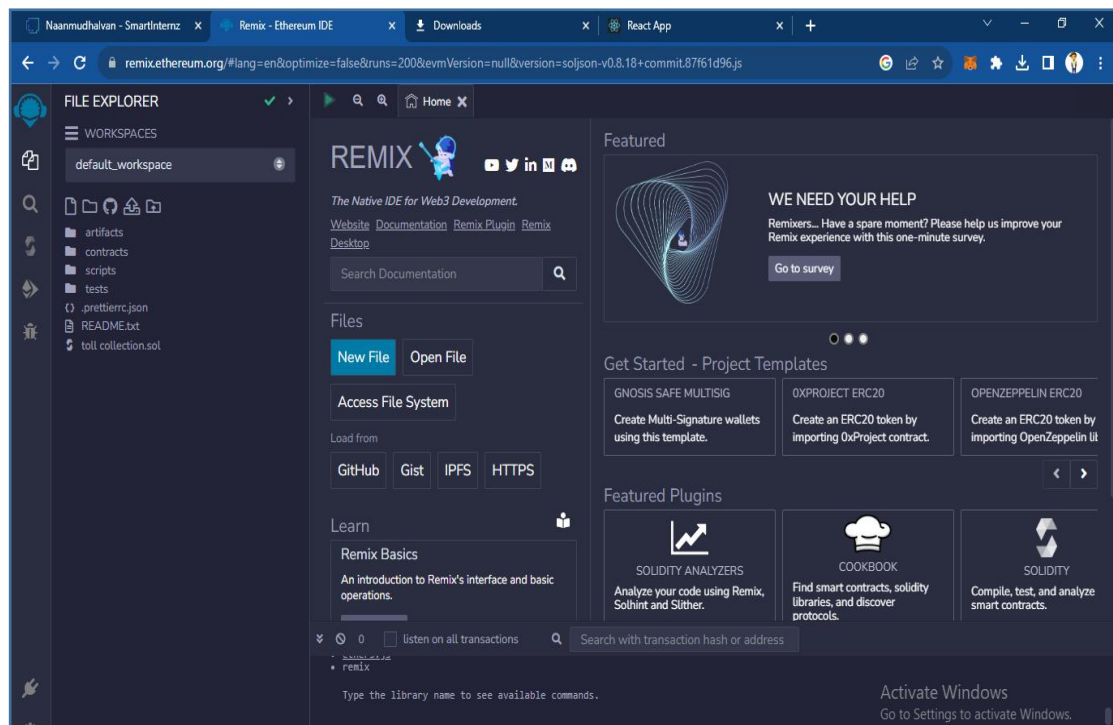 Naanmudhalvan - SmartInternz
Remix - Ethereum IDE
Downloads
React App
remix.ethereum.org/#lang=en&optimize=false&runs=200&evmVersion=null&version=soljson-v0.8.18+commit.87f61d96.js
FILE EXPLORER
WORKSPACES
default_workspace
artifacts
contracts
scripts
tests
.prettierrc.json
README.txt
toll collection.sol
Home
REMIX
The Native IDE for Web3 Development.
Website Documentation Remix Plugin Remix
Desktop
Search Documentation
Files
New File Open File
Access File System
Load from
GitHub Gist IPFS HTTPS
Learn
Remix Basics
An introduction to Remix's interface and basic
operations.
Featured
WE NEED YOUR HELP
Remixers... Have a spare moment? Please help us improve your
Remix experience with this one-minute survey.
Go to survey
Get Started - Project Templates
GNOSIS SAFE MULTISIG
Create Multi-Signature wallets
using this template.
0XPROJECT ERC20
Create an ERC20 token by
importing 0xProject contract.
OPENZEPPELIN ERC20
Create an ERC20 token by
importing OpenZeppelin lib
Featured Plugins
SOLIDITY ANALYZERS
Analyze your code using Remix,
Solhint and Slither.
COOKBOOK
Find smart contracts, solidity
libraries, and discover
protocols.
SOLIDITY
Compile, test, and analyze
smart contracts.
0 listen on all transactions
Search with transaction hash or address
ethers.js
remix
Type the library name to see available commands.
Activate Windows
Go to Settings to activate Windows.